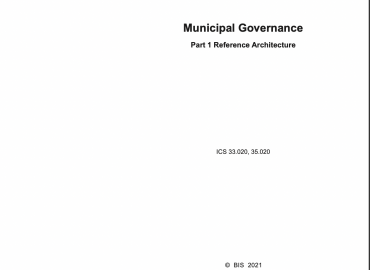 Municipal Governance
Part 1 Reference Architecture
ICS 33.020, 35.020
© BIS 2021